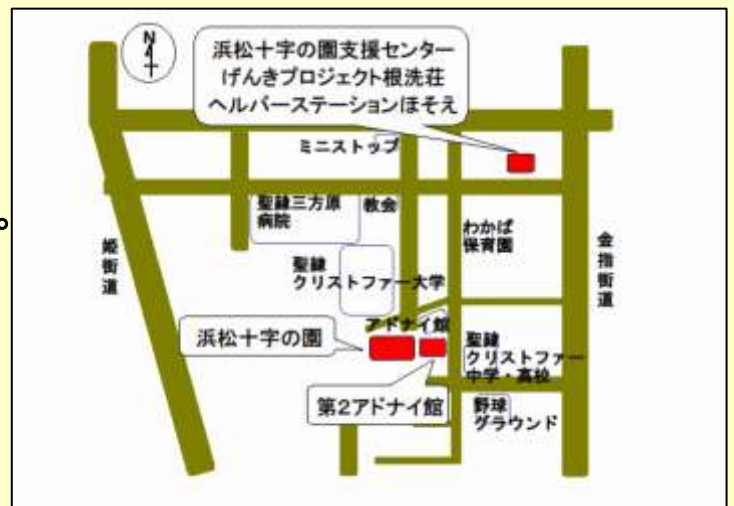 N
浜松十字の園支援センター
げんきプロジェクト根洗荘
ヘルパーステーションほそえ
ミニストップ
聖隷三方原
病院
教会
わかば
保育園
姫街道
金指街道
聖隷
クリストファー大学
アドナイ館
浜松十字の園
聖隷
クリストファー
中学・高校
第2アドナイ館
野球
グラウンド